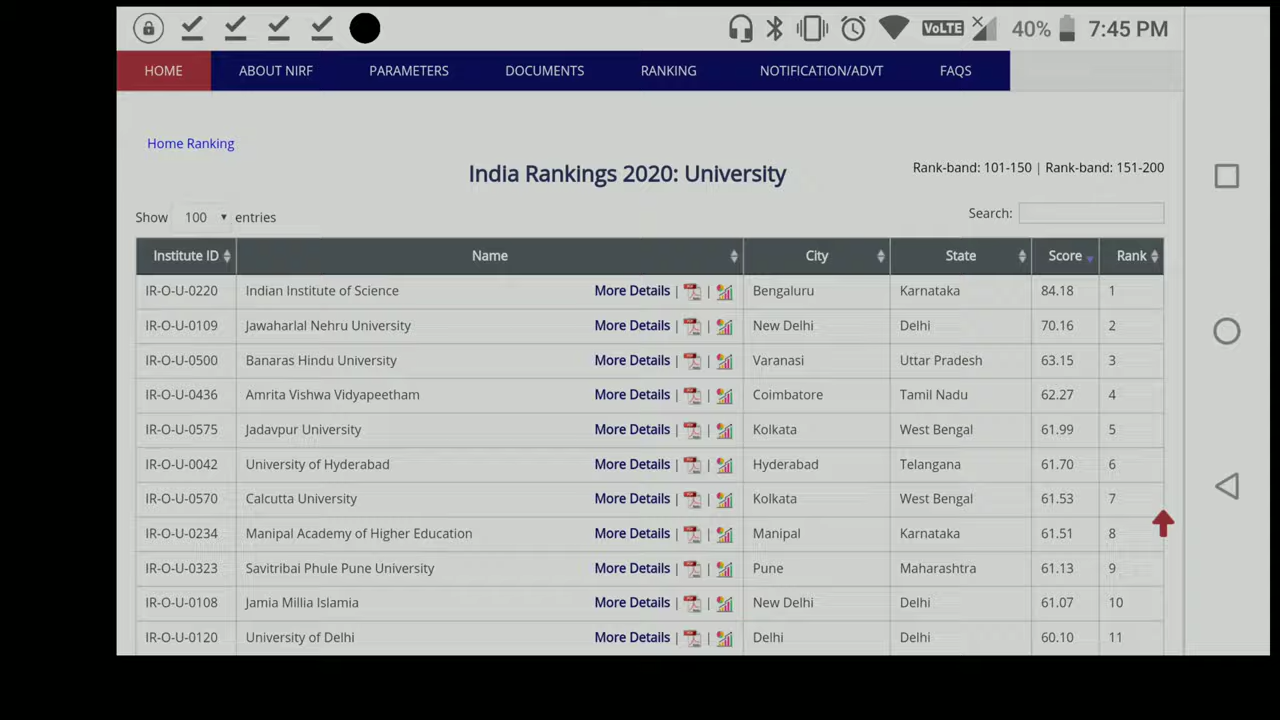 VoLTE 40% 7:45 PM
HOME ABOUT NIRF PARAMETERS DOCUMENTS RANKING NOTIFICATION/ADVT FAQS
Home Ranking
India Rankings 2020: University
Rank-band: 101-150 | Rank-band: 151-200
Show 100 entries
Search:
Institute ID Name City State Score Rank
IR-O-U-0220 Indian Institute of Science More Details | | Bengaluru Karnataka 84.18 1
IR-O-U-0109 Jawaharlal Nehru University More Details | | New Delhi Delhi 70.16 2
IR-O-U-0500 Banaras Hindu University More Details | | Varanasi Uttar Pradesh 63.15 3
IR-O-U-0436 Amrita Vishwa Vidyapeetham More Details | | Coimbatore Tamil Nadu 62.27 4
IR-O-U-0575 Jadavpur University More Details | | Kolkata West Bengal 61.99 5
IR-O-U-0042 University of Hyderabad More Details | | Hyderabad Telangana 61.70 6
IR-O-U-0570 Calcutta University More Details | | Kolkata West Bengal 61.53 7
IR-O-U-0234 Manipal Academy of Higher Education More Details | | Manipal Karnataka 61.51 8
IR-O-U-0323 Savitribai Phule Pune University More Details | | Pune Maharashtra 61.13 9
IR-O-U-0108 Jamia Millia Islamia More Details | | New Delhi Delhi 61.07 10
IR-O-U-0120 University of Delhi More Details | | Delhi Delhi 60.10 11